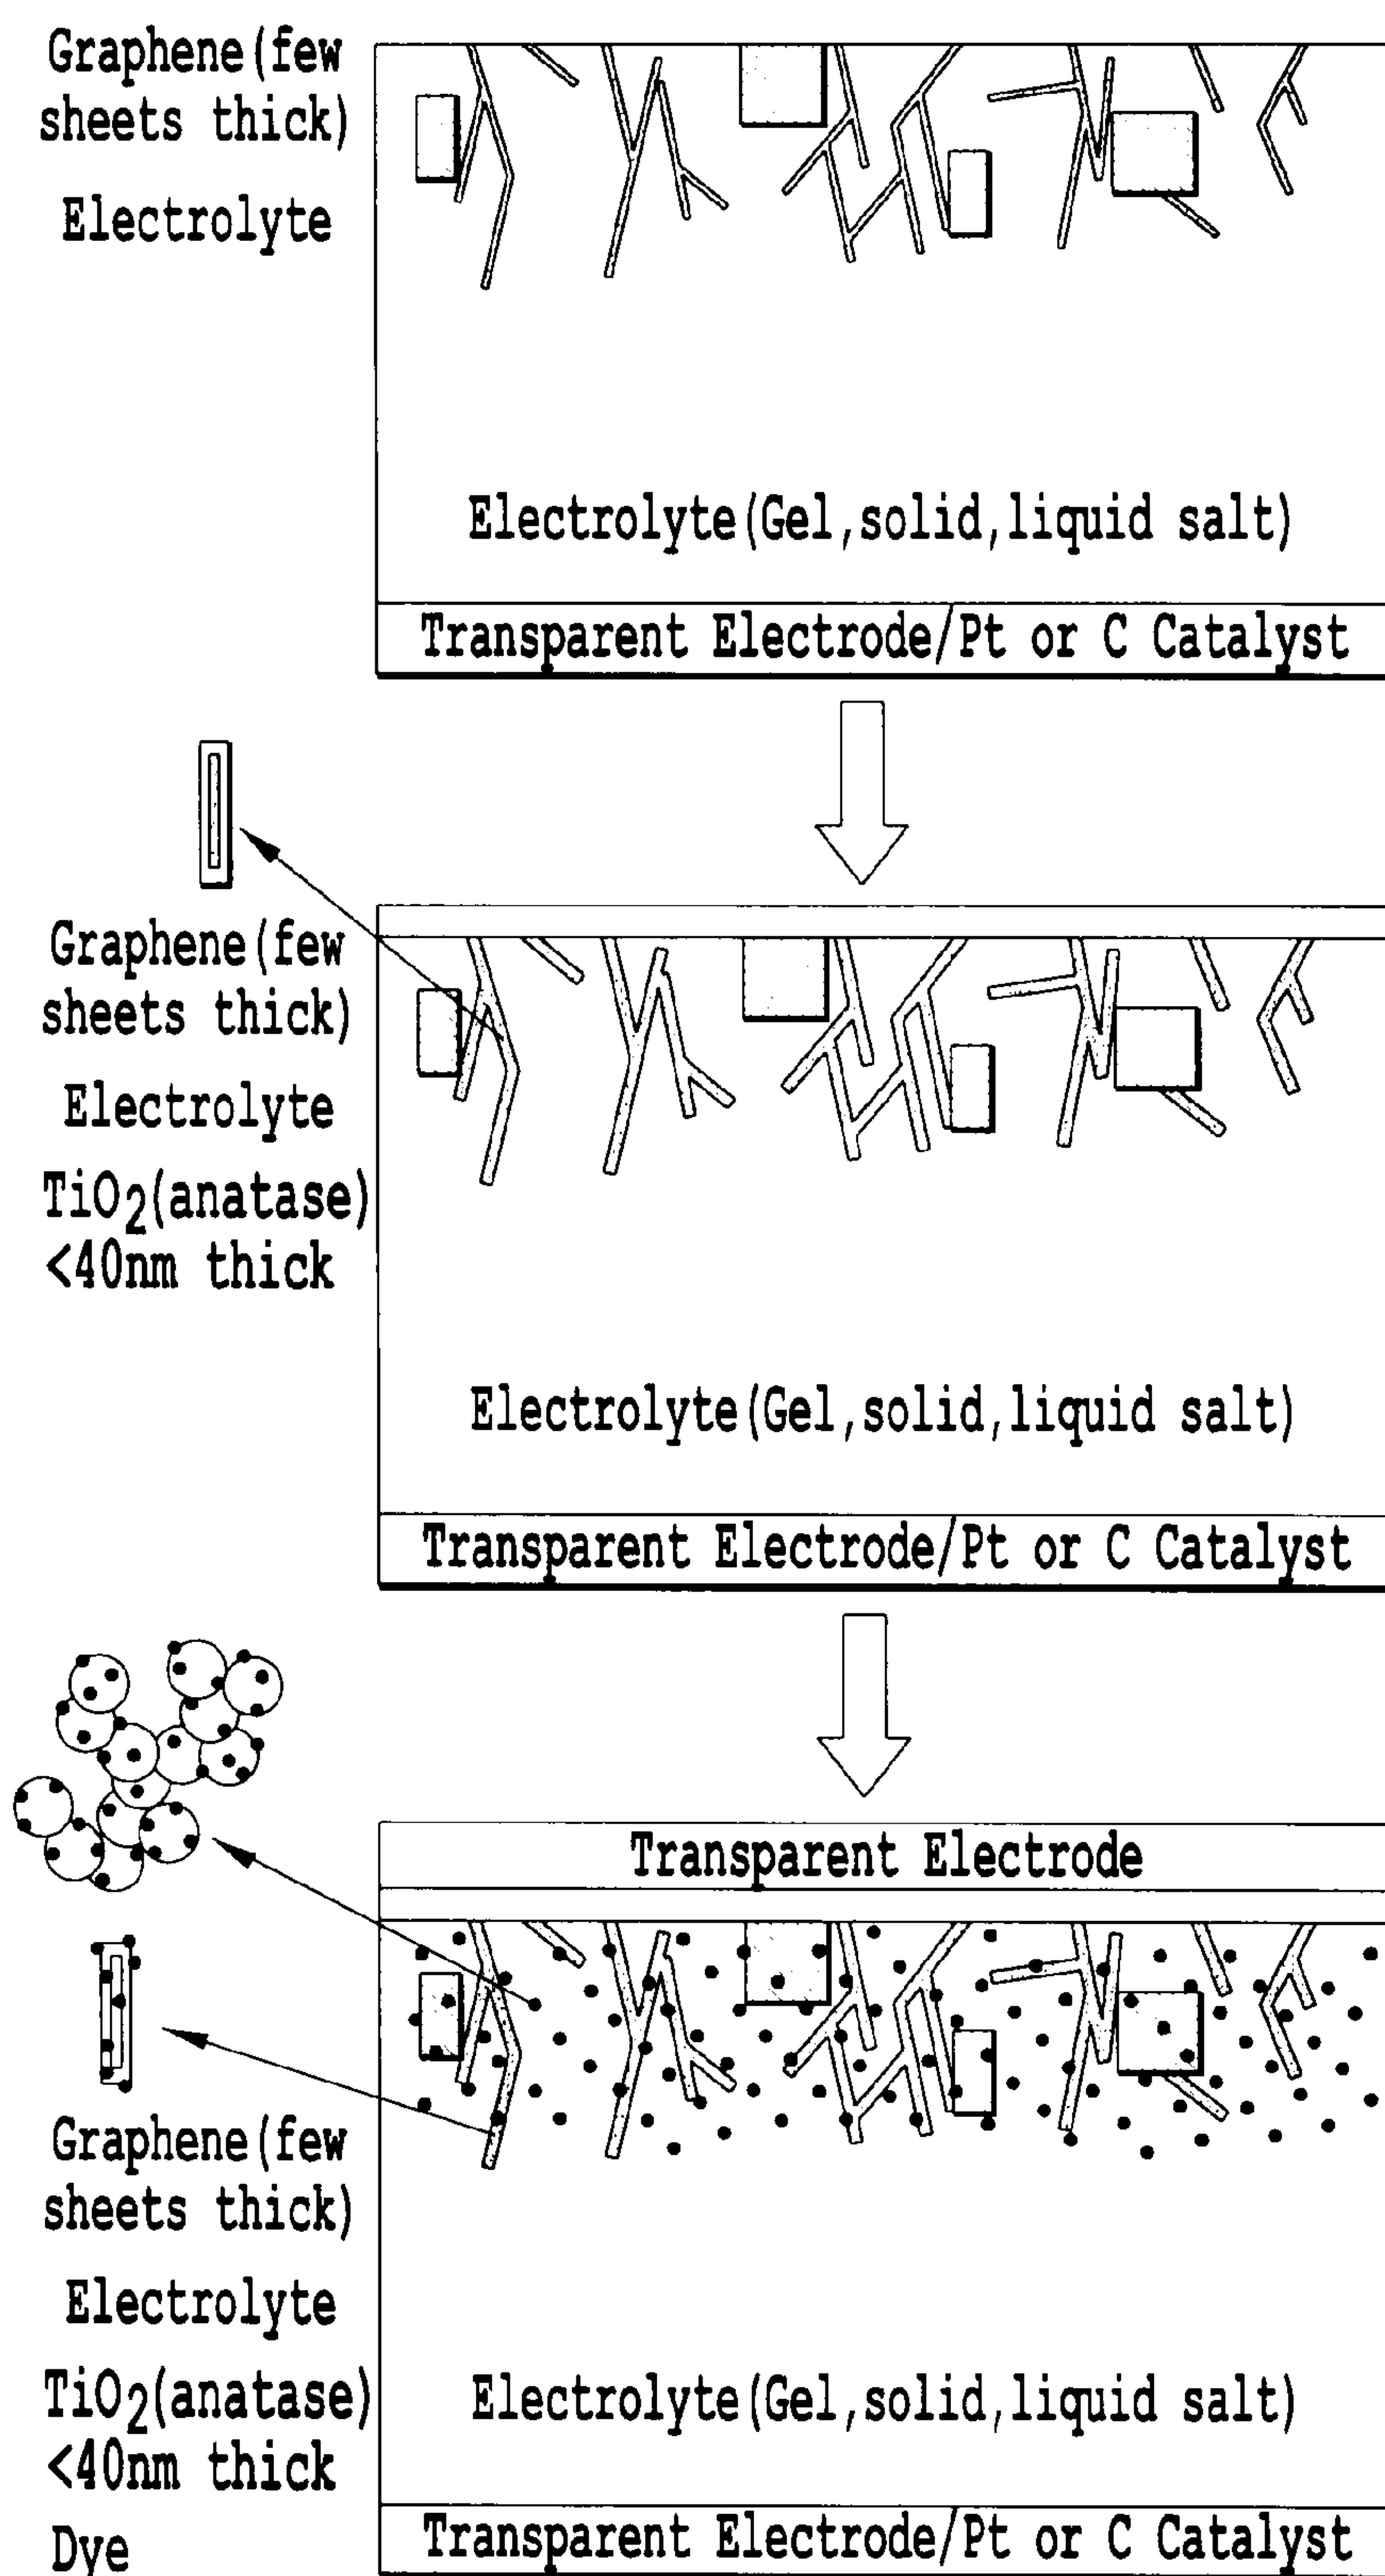 Graphene(few
sheets thick)
Electrolyte
Electrolyte(Gel,solid,liquid salt)
Transparent Electrode/Pt or C Catalyst
Graphene(few
sheets thick)
Electrolyte
TiO2(anatase)
<40nm thick
Electrolyte(Gel,solid,liquid salt)
Transparent Electrode/Pt or C Catalyst
Transparent Electrode
Graphene(few
sheets thick)
Electrolyte
TiO2(anatase)
<40nm thick
Dye
Electrolyte(Gel,solid,liquid salt)
Transparent Electrode/Pt or C Catalyst